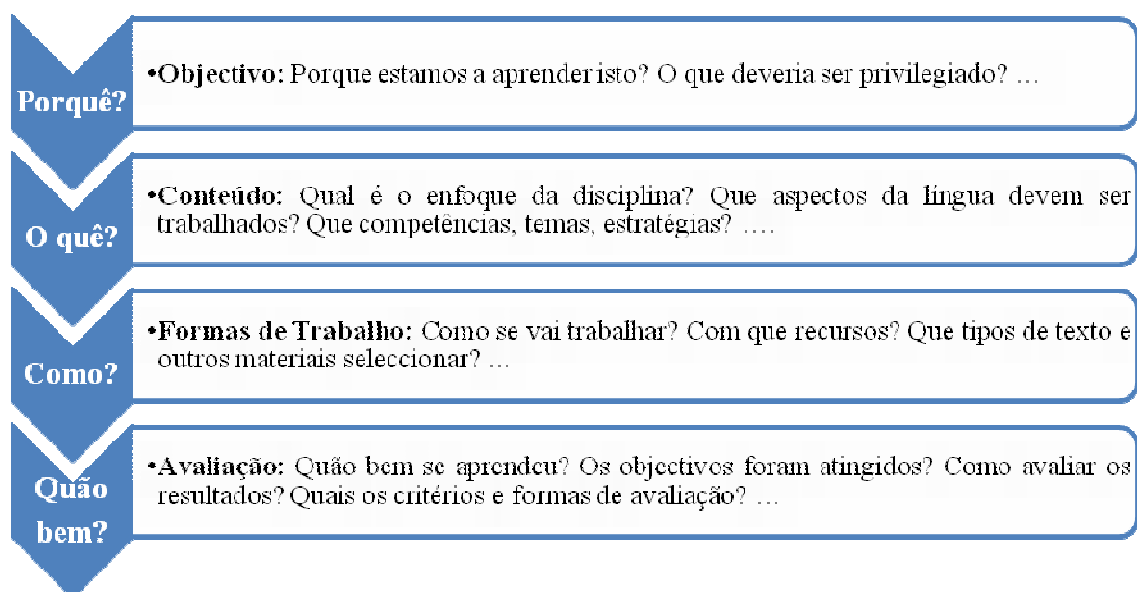 Porquê?
•Objectivo: Porque estamos a aprender isto? O que deveria ser privilegiado? …
O quê?
•Conteúdo: Qual é o enfoque da disciplina? Que aspectos da língua devem ser
trabalhados? Que competências, temas, estratégias? ….
Como?
•Formas de Trabalho: Como se vai trabalhar? Com que recursos? Que tipos de texto e
outros materiais seleccionar? …
Quão
bem?
•Avaliação: Quão bem se aprendeu? Os objectivos foram atingidos? Como avaliar os
resultados? Quais os critérios e formas de avaliação? …